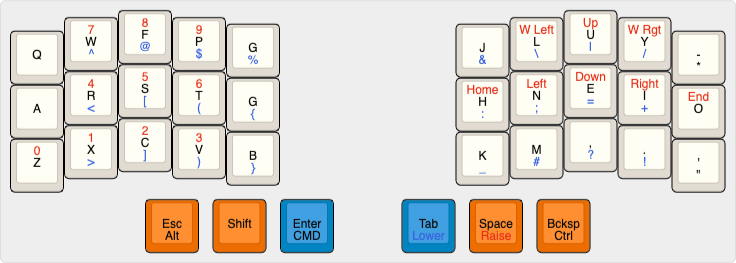 7 8 9 W Left Up W Rgt
Q W F P G J L U Y -
^ @ $ % & \ | / *
4 5 6 Home Left Down Right End
A R S T G H N E I O
< [ ( { : ; = +
0 1 2 3
Z X C V B K M , . '
> ] ) } _ # ? ! "
Esc Shift Enter Tab Space Bcksp
Alt CMD Lower Raise Ctrl